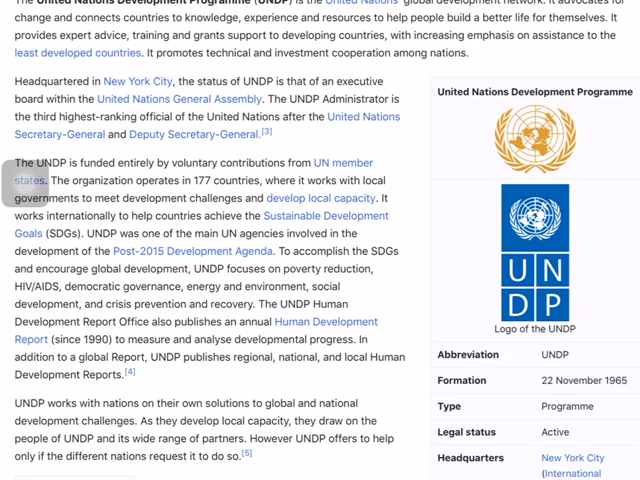 The United Nations Development Programme (UNDP) is the United Nations' global development network. It advocates for
change and connects countries to knowledge, experience and resources to help people build a better life for themselves. It
provides expert advice, training and grants support to developing countries, with increasing emphasis on assistance to the
least developed countries. It promotes technical and investment cooperation among nations.
Headquartered in New York City, the status of UNDP is that of an executive
board within the United Nations General Assembly. The UNDP Administrator is
the third highest-ranking official of the United Nations after the United Nations
Secretary-General and Deputy Secretary-General.[3]
The UNDP is funded entirely by voluntary contributions from UN member
states. The organization operates in 177 countries, where it works with local
governments to meet development challenges and develop local capacity. It
works internationally to help countries achieve the Sustainable Development
Goals (SDGs). UNDP was one of the main UN agencies involved in the
development of the Post-2015 Development Agenda. To accomplish the SDGs
and encourage global development, UNDP focuses on poverty reduction,
HIV/AIDS, democratic governance, energy and environment, social
development, and crisis prevention and recovery. The UNDP Human
Development Report Office also publishes an annual Human Development
Report (since 1990) to measure and analyse developmental progress. In
addition to a global Report, UNDP publishes regional, national, and local Human
Development Reports.[4]
UNDP works with nations on their own solutions to global and national
development challenges. As they develop local capacity, they draw on the
people of UNDP and its wide range of partners. However UNDP offers to help
only if the different nations request it to do so.[5]
United Nations Development Programme
UN
DP
Logo of the UNDP
Abbreviation UNDP
Formation 22 November 1965
Type Programme
Legal status Active
Headquarters New York City
(International